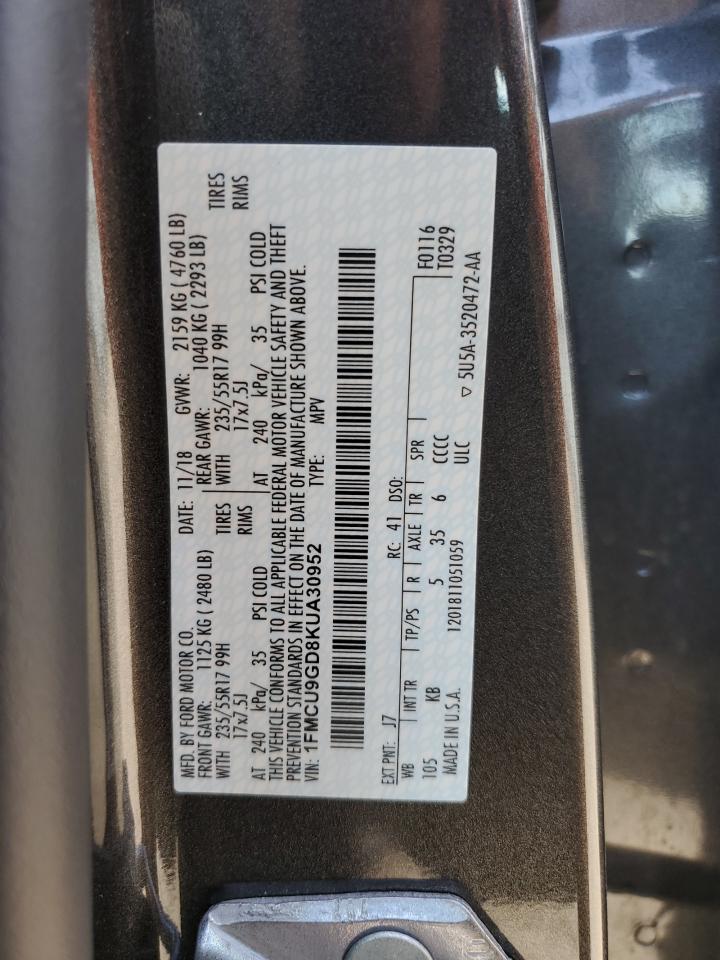 MFD. BY FORD MOTOR CO.
DATE: 11/18 GVWR: 2159 KG ( 4760 LB)
FRONT GAWR: 1125 KG ( 2480 LB) REAR GAWR: 1040 KG ( 2293 LB)
WITH 235/55R17 99H TIRES WITH 235/55R17 99H TIRES
17x7.5J RIMS 17x7.5J RIMS
AT 240 kPa/ 35 PSI COLD AT 240 kPa/ 35 PSI COLD
THIS VEHICLE CONFORMS TO ALL APPLICABLE FEDERAL MOTOR VEHICLE SAFETY AND THEFT
PREVENTION STANDARDS IN EFFECT ON THE DATE OF MANUFACTURE SHOWN ABOVE.
VIN: 1FMCU9GD8KUA30952 TYPE: MPV
EXT PNT: J7 RC: 41 DSO:
WB INT TR TP/PS R AXLE TR SPR F0116
T0329
105 KB 5 35 6 CCCC
MADE IN U.S.A. 1201811051059 ULC
▽ 5U5A-3520472-AA